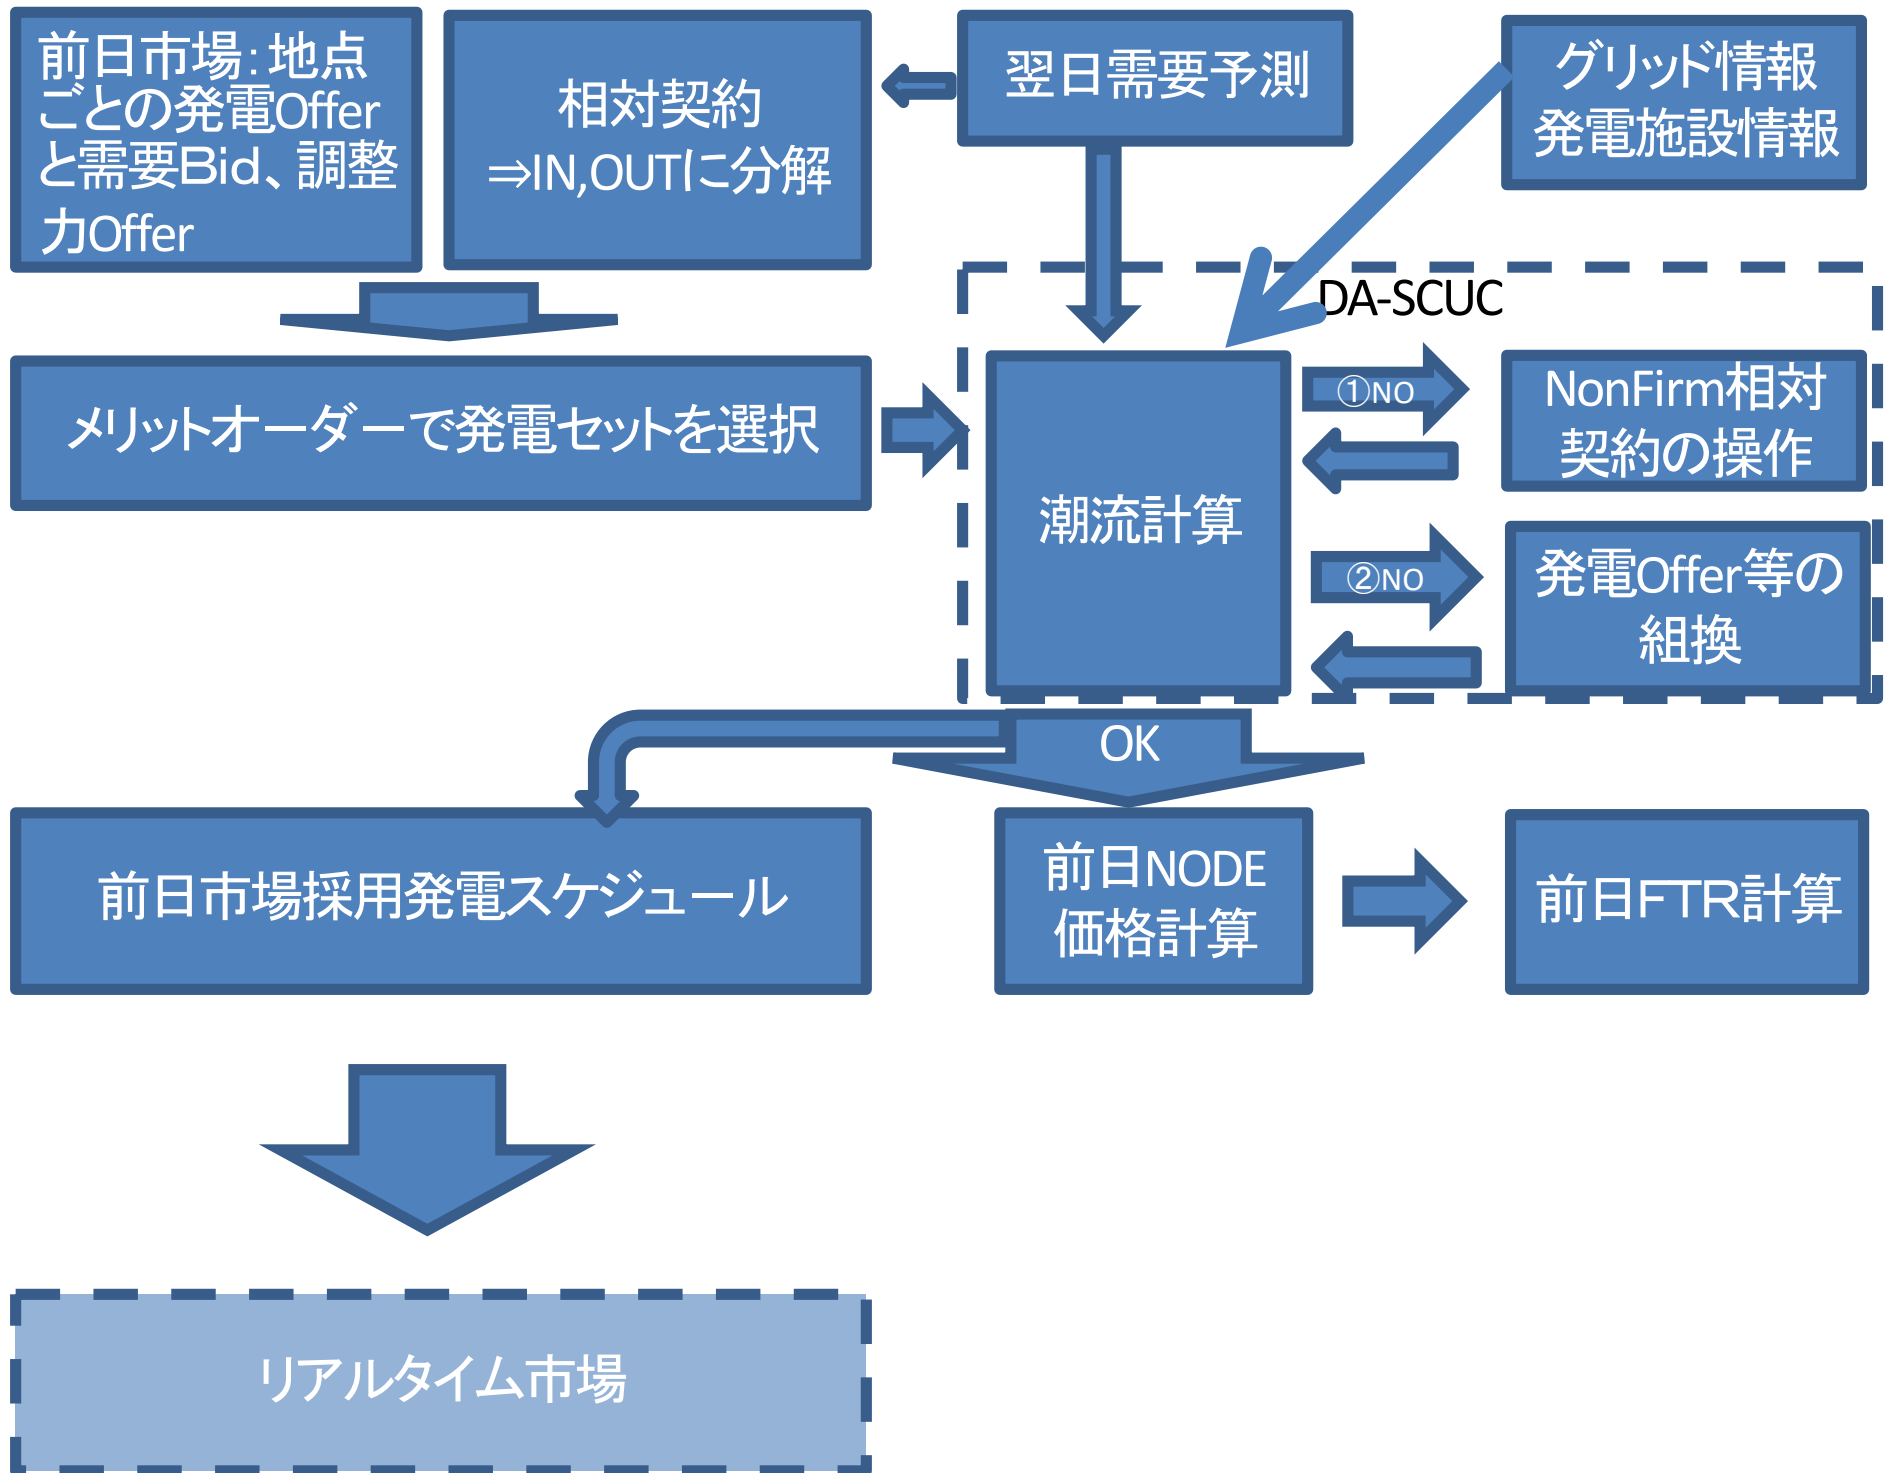 前日市場：地点
ごとの発電Offer
と需要Ｂid、調整
力Offer
相対契約
⇒IN,OUTに分解
翌日需要予測
グリッド情報
発電施設情報
DA-SCUC
メリットオーダーで発電セットを選択
潮流計算
①NO
NonFirm相対
契約の操作
②NO
発電Offer等の
組換
OK
前日市場採用発電スケジュール
前日NODE
価格計算
前日FTR計算
リアルタイム市場